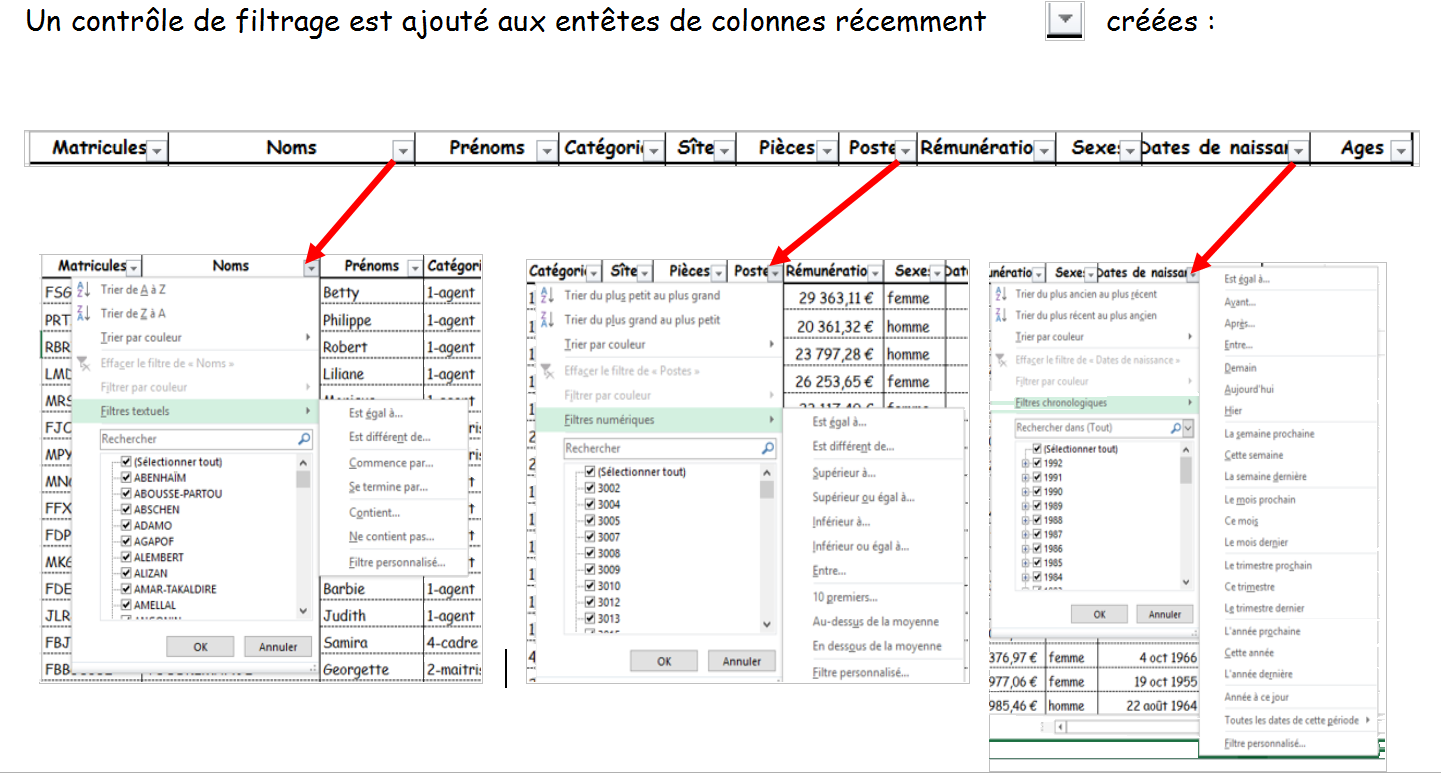 Un contrôle de filtrage est ajouté aux entêtes de colonnes récemment créées :
Matricules Noms Prénoms Catégori Sîte Pièces Poste Rémunératio Sexe Dates de naissar Ages
Matricules Noms Prénoms Catégori
FSG Trier de A à Z Betty 1-agent
PRT Trier de Z à A Philippe 1-agent
RBR Trier par couleur Robert 1-agent
LMD Effacer le filtre de « Noms » Liliane 1-agent
MRS Filtrer par couleur
FJC Filtres textuels
Est égal à...
MPY Rechercher
Est différent de...
(Sélectionner tout)
Commence par...
ABENHAÏM
Se termine par...
ABOUSSE-PARTOU
FFX ABSCHEN
Contient...
FDP ADAMO
Ne contient pas...
AGAPOF
ALEMBERT
Filtre personnalisé...
ALIZAN
FDE AMAR-TAKALDIRE Barbie 1-agent
AMELLAL
JLR Judith 1-agent
FBJ OK Annuler Samira 4-cadre
FBB Georgette 2-maitris
Catégori Sîte Pièces Poste Rémunératio Sexe Dat
Trier du plus petit au plus grand 29 363,11 € femme
Trier du plus grand au plus petit 20 361,32 € homme
Trier par couleur 23 797,28 € homme
Effacer le filtre de « Postes » 26 253,65 € femme
Filtrer par couleur
Filtres numériques
Est égal à...
Rechercher
Est différent de...
(Sélectionner tout)
Supérieur à...
3002
Supérieur ou égal à...
3004
3005
Inférieur à...
3007
3008
Inférieur ou égal à...
3009
Entre...
3010
10 premiers...
3012
3013
Au-dessus de la moyenne
En dessous de la moyenne
OK Annuler
Filtre personnalisé...
unératio Sexe Dates de naissar
Trier du plus ancien au plus récent
Trier du plus récent au plus ancien
Trier par couleur
Effacer le filtre de « Dates de naissance »
Filtrer par couleur
Filtres chronologiques
Rechercher dans (Tout)
(Sélectionner tout)
1992
1991
1990
1989
1988
1987
1986
1985
1984
OK Annuler
376,97 € femme 4 oct 1966
977,06 € femme 19 oct 1955
985,46 € homme 22 août 1964
Est égal à...
Avant...
Après...
Entre...
Demain
Aujourd'hui
Hier
La semaine prochaine
Cette semaine
La semaine dernière
Le mois prochain
Ce mois
Le mois dernier
Le trimestre prochain
Ce trimestre
Le trimestre dernier
L'année prochaine
Cette année
L'année dernière
Année à ce jour
Toutes les dates de cette période
Filtre personnalisé...